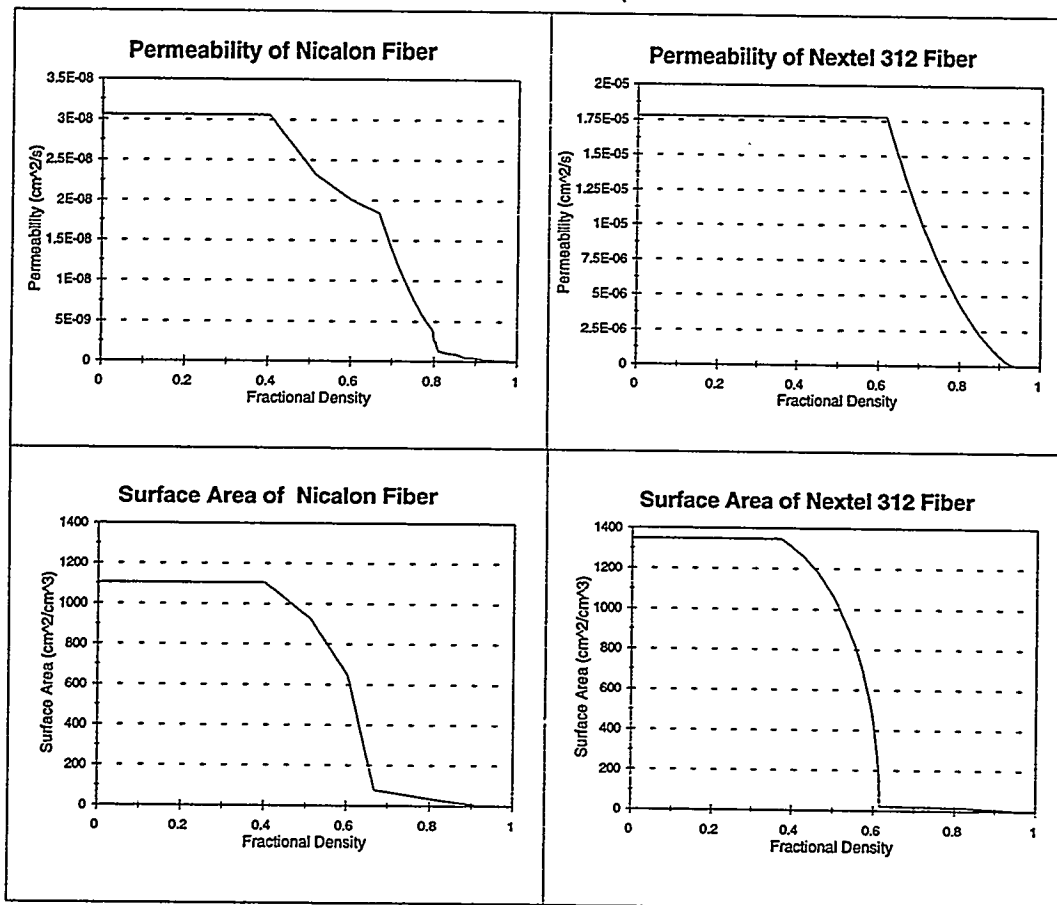 Permeability of Nicalon Fiber
3.5E-08
3E-08
2.5E-08
2E-08
1.5E-08
1E-08
5E-09
0
Permeability (cm^2/s)
0 0.2 0.4 0.6 0.8 1
Fractional Density
Permeability of Nextel 312 Fiber
2E-05
1.75E-05
1.5E-05
1.25E-05
1E-05
7.5E-06
5E-06
2.5E-06
0
Permeability (cm^2/s)
0 0.2 0.4 0.6 0.8 1
Fractional Density
Surface Area of Nicalon Fiber
1400
1200
1000
800
600
400
200
0
Surface Area (cm^2/cm^3)
0 0.2 0.4 0.6 0.8 1
Fractional Density
Surface Area of Nextel 312 Fiber
1400
1200
1000
800
600
400
200
0
Surface Area (cm^2/cm^3)
0 0.2 0.4 0.6 0.8 1
Fractional Density